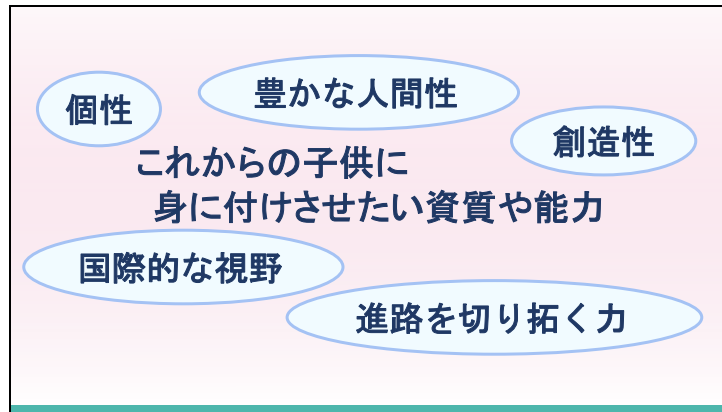 個性
豊かな人間性
創造性
これからの子供に
身に付けさせたい資質や能力
国際的な視野
進路を切り拓く力